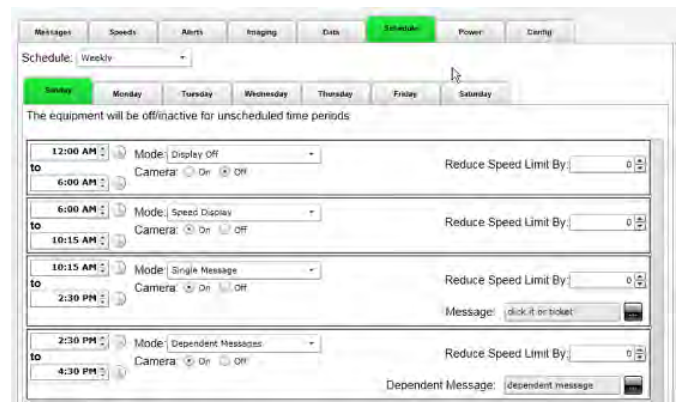 Messages Speeds Alerts Imaging Data Schedule Power Config
Schedule: Weekly
Sunday Monday Tuesday Wednesday Thursday Friday Saturday
The equipment will be off/inactive for unscheduled time periods
12:00 AM Mode: Display Off
to Camera: On Off Reduce Speed Limit By: 0
6:00 AM
6:00 AM Mode: Speed Display
to Camera: On Off Reduce Speed Limit By: 0
10:15 AM
10:15 AM Mode: Single Message
to Camera: On Off Reduce Speed Limit By: 0
2:30 PM
Message: click it or ticket ...
2:30 PM Mode: Dependent Messages
to Camera: On Off Reduce Speed Limit By: 0
4:30 PM
Dependent Message: dependent message ...